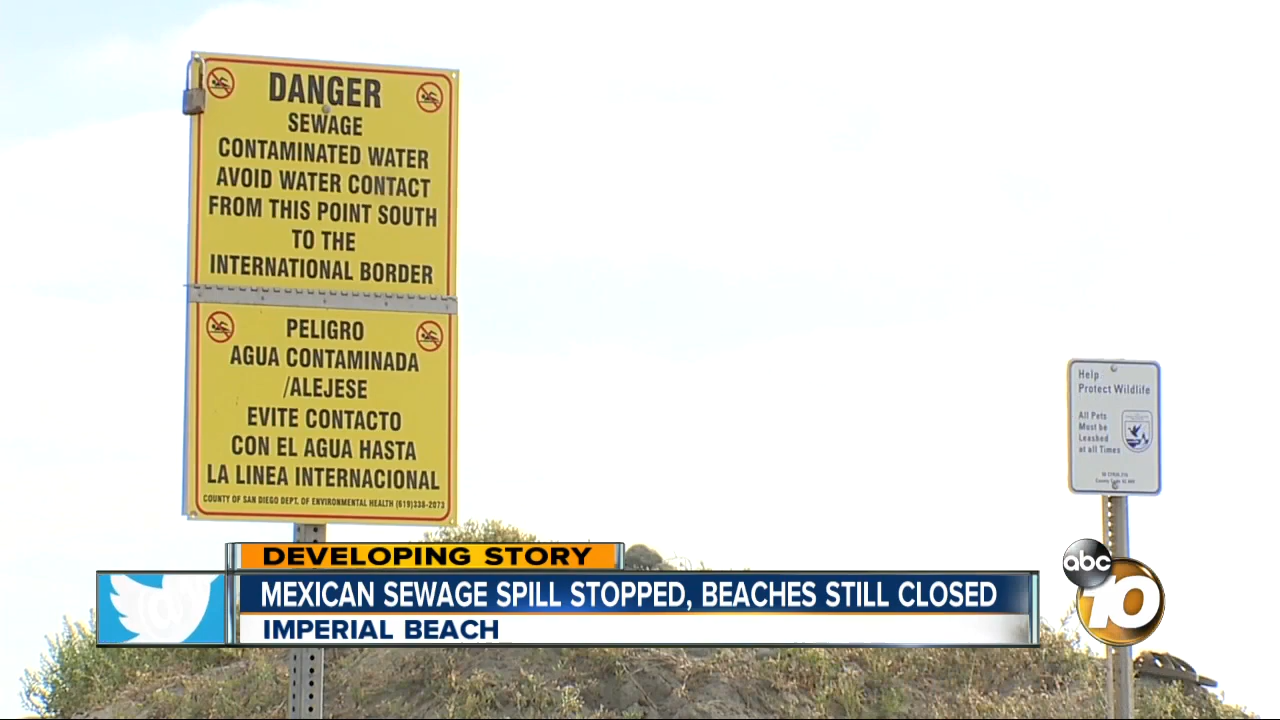 DANGER
SEWAGE
CONTAMINATED WATER
AVOID WATER CONTACT
FROM THIS POINT SOUTH
TO THE
INTERNATIONAL BORDER
PELIGRO
AGUA CONTAMINADA
/ALEJESE
EVITE CONTACTO
CON EL AGUA HASTA
LA LINEA INTERNACIONAL
COUNTY OF SAN DIEGO DEPT. OF ENVIRONMENTAL HEALTH (619)338-2073
Help
Protect Wildlife
All Pets
Must be
Leashed
at all Times
DEVELOPING STORY
MEXICAN SEWAGE SPILL STOPPED, BEACHES STILL CLOSED
IMPERIAL BEACH
abc
10